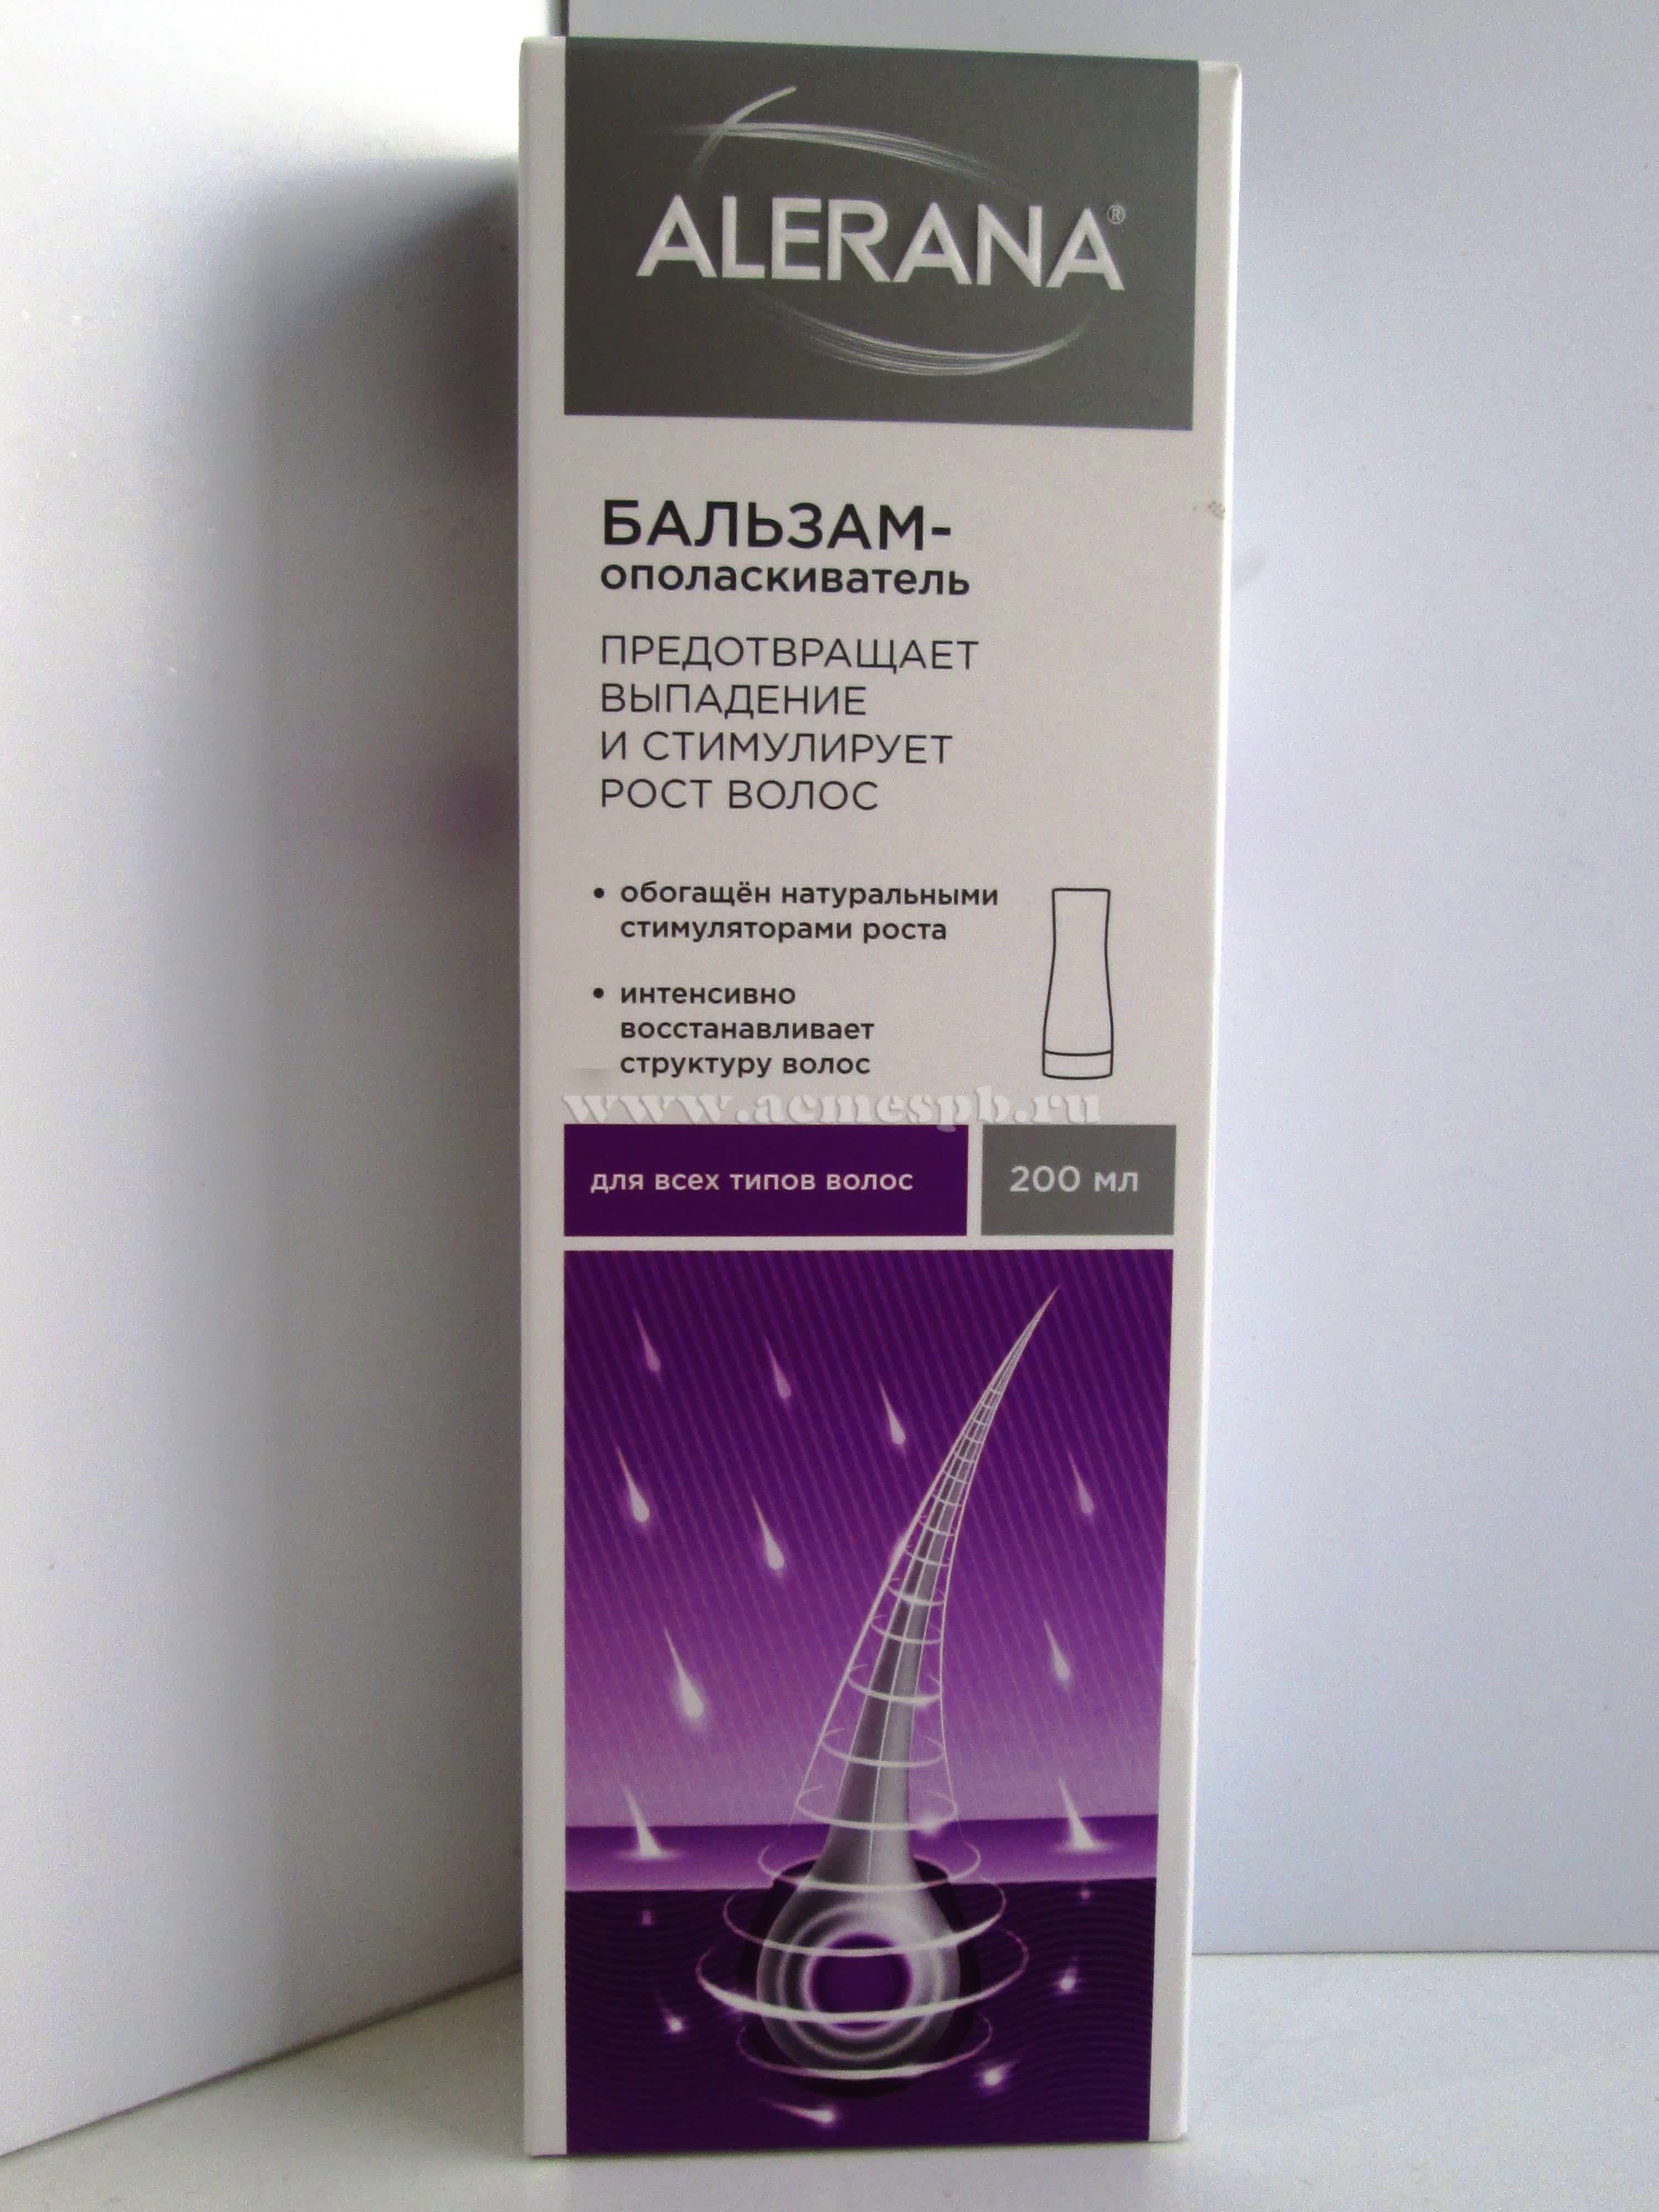 ALERANA®
БАЛЬЗАМ-
ополаскиватель
ПРЕДОТВРАЩАЕТ
ВЫПАДЕНИЕ
И СТИМУЛИРУЕТ
РОСТ ВОЛОС
• обогащён натуральными
стимуляторами роста
• интенсивно
восстанавливает
структуру волос
www.acmespb.ru
для всех типов волос
200 мл